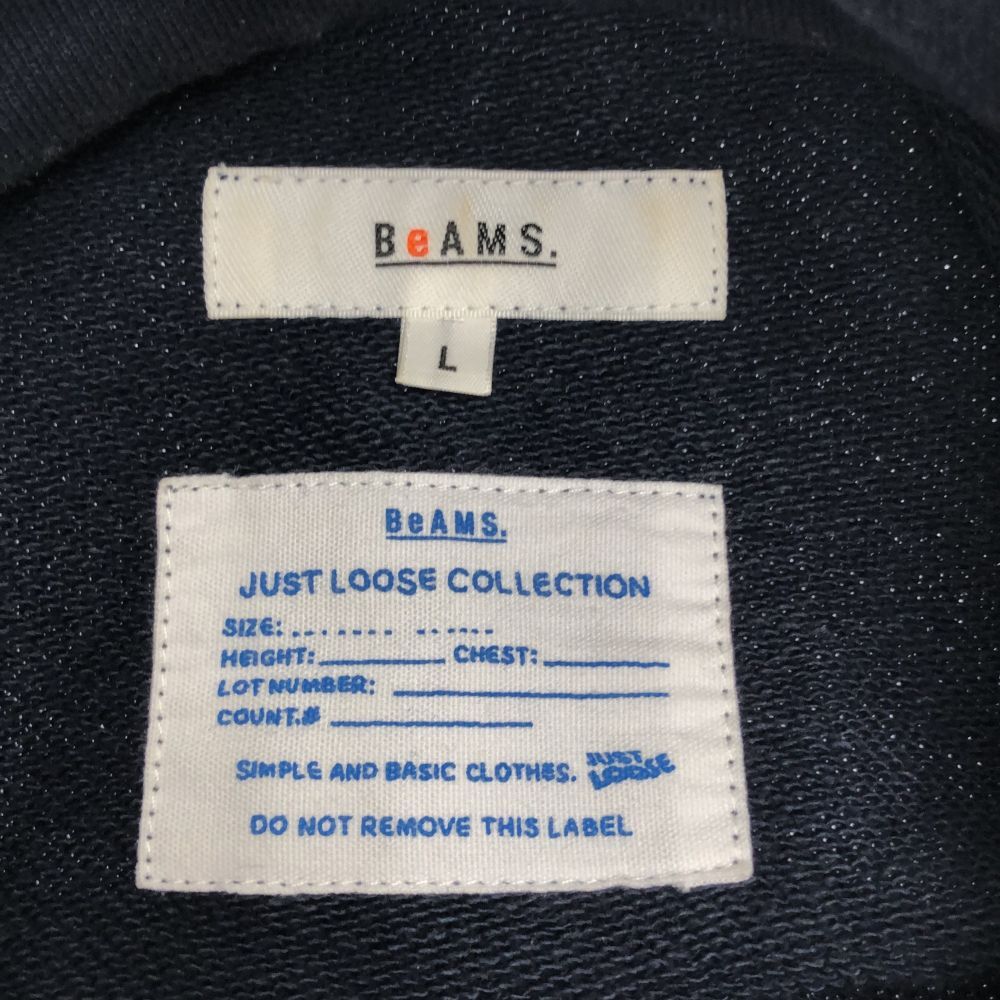 BeAMS.
L
BeAMS.
JUST LOOSE COLLECTION
SIZE:
HEIGHT: CHEST:
LOT NUMBER:
COUNT.#
SIMPLE AND BASIC CLOTHES. JUST LOOSE
DO NOT REMOVE THIS LABEL